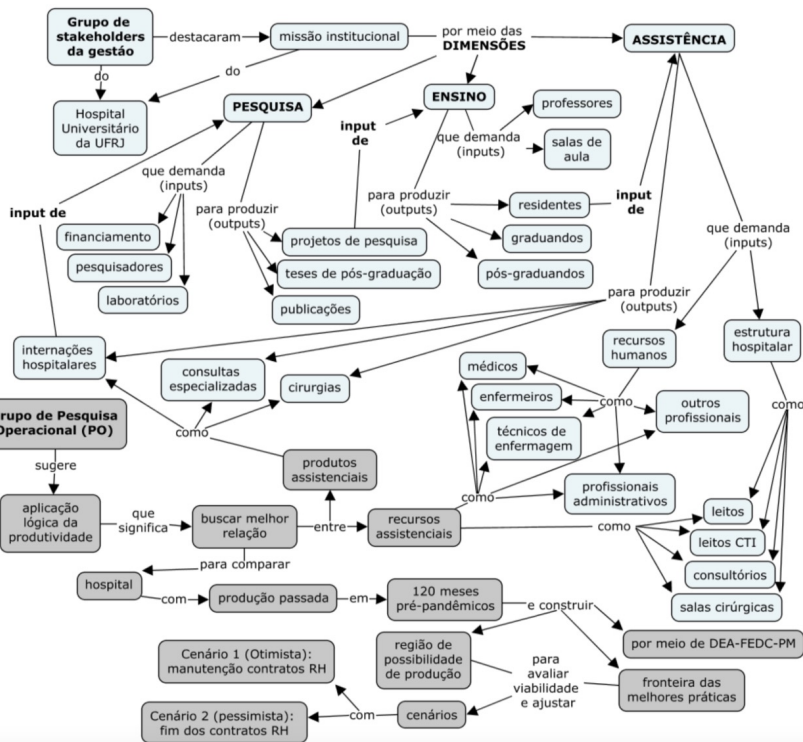 Grupo de
stakeholders
da gestão
destacaram
missão institucional
por meio das
DIMENSÕES
ASSISTÊNCIA
do
do
Hospital
Universitário
da UFRJ
PESQUISA
ENSINO
professores
input
de
que demanda
(inputs)
salas de
aula
que demanda
(inputs)
input de
para produzir
(outputs)
para produzir
(outputs)
residentes
input
de
financiamento
projetos de pesquisa
graduandos
que demanda
(inputs)
pesquisadores
teses de pós-graduação
pós-graduandos
laboratórios
publicações
para produzir
(outputs)
internações
hospitalares
recursos
humanos
estrutura
hospitalar
consultas
especializadas
cirurgias
médicos
enfermeiros
como
outros
profissionais
como
técnicos de
enfermagem
rupo de Pesquisa
Operacional (PO)
como
sugere
produtos
assistenciais
como
profissionais
administrativos
aplicação
lógica da
produtividade
que
significa
buscar melhor
relação
entre
recursos
assistenciais
como
leitos
leitos CTI
consultórios
salas cirúrgicas
para comparar
hospital
com
produção passada
em
120 meses
pré-pandêmicos
e construir
por meio de DEA-FEDC-PM
região de
possibilidade
de produção
para
avaliar
viabilidade
e ajustar
fronteira das
melhores práticas
Cenário 1 (Otimista):
manutenção contratos RH
Cenário 2 (pessimista):
fim dos contratos RH
com
cenários